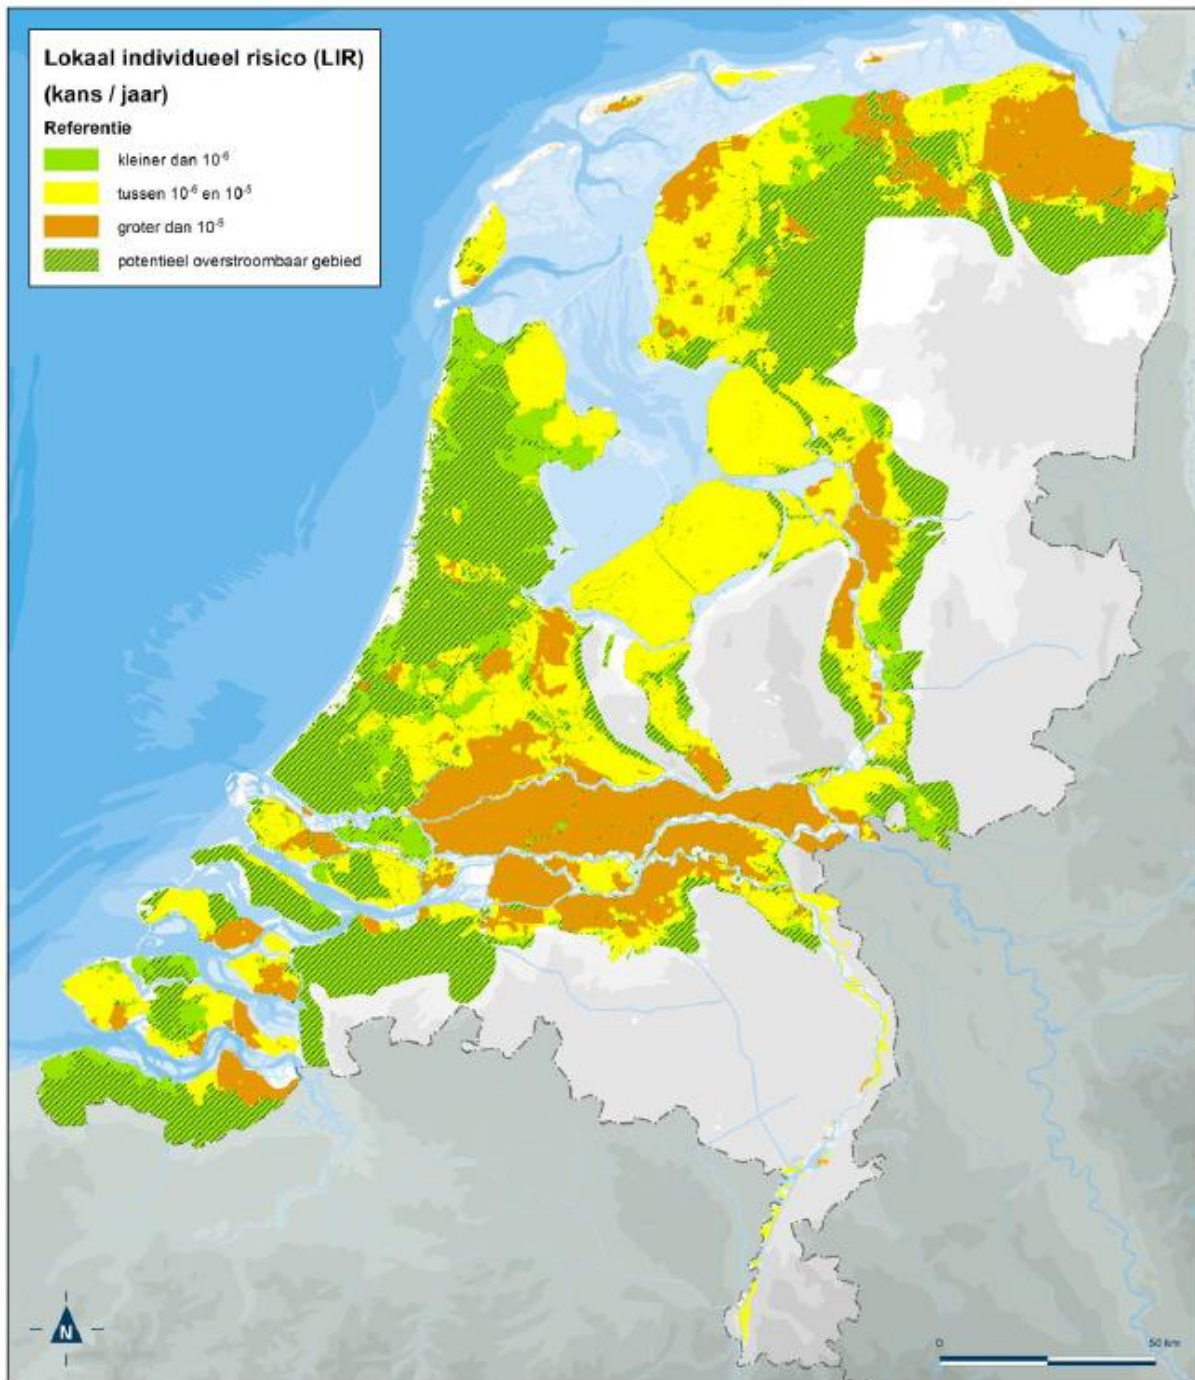 Lokaal individueel risico (LIR)
(kans / jaar)
Referentie
kleiner dan 10⁻⁶
tussen 10⁻⁶ en 10⁻⁵
groter dan 10⁻⁵
potentieel overstroombaar gebied
N
0
50 km